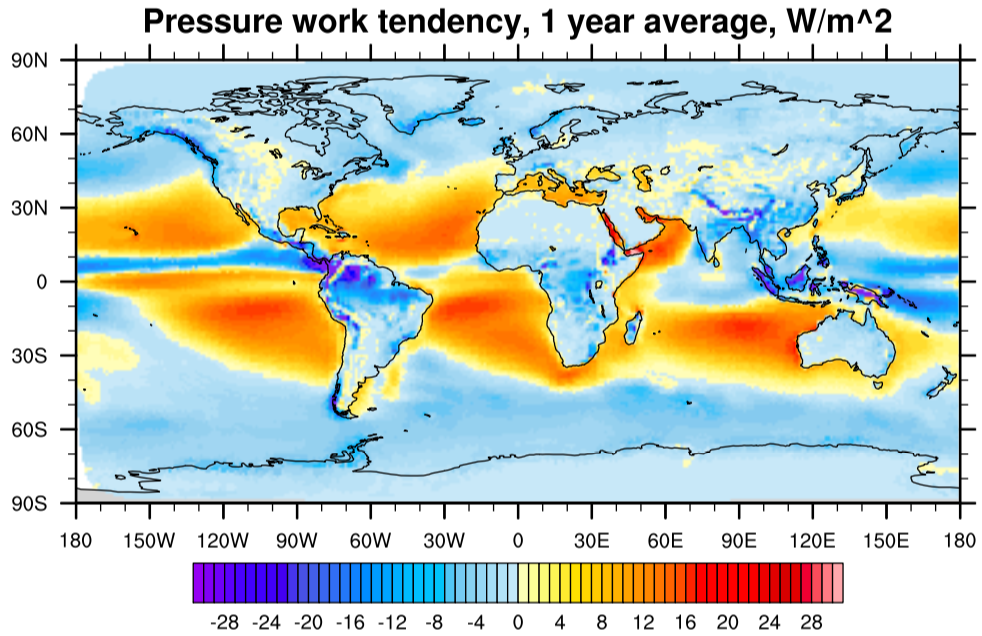 Pressure work tendency, 1 year average, W/m^2
90N
60N
30N
0
30S
60S
90S
180 150W 120W 90W 60W 30W 0 30E 60E 90E 120E 150E 180
-28 -24 -20 -16 -12 -8 -4 0 4 8 12 16 20 24 28